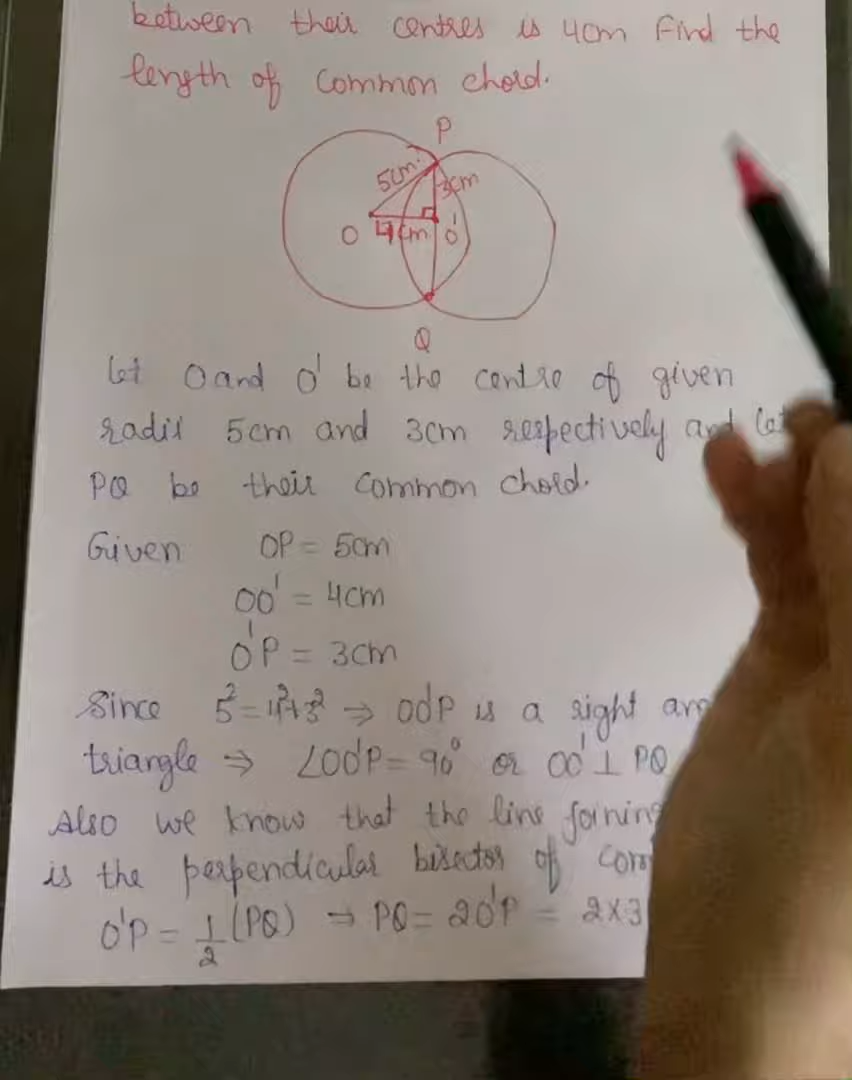 between their centres is 4cm Find the
length of common chord.
P
5cm
3cm
O 4cm O'
Q
Let O and O' be the centre of given
radii 5cm and 3cm respectively and let
PQ be their common chord.
Given OP = 5cm
OO' = 4cm
O'P = 3cm
Since 5²=4²+3² ⇒ OO'P is a right
triangle ⇒ ∠OO'P= 90° or OO' ⊥ PQ
Also we know that the line joining
is the perpendicular bisector of
O'P = 1/2 (PQ) ⇒ PQ = 2O'P = 2×3